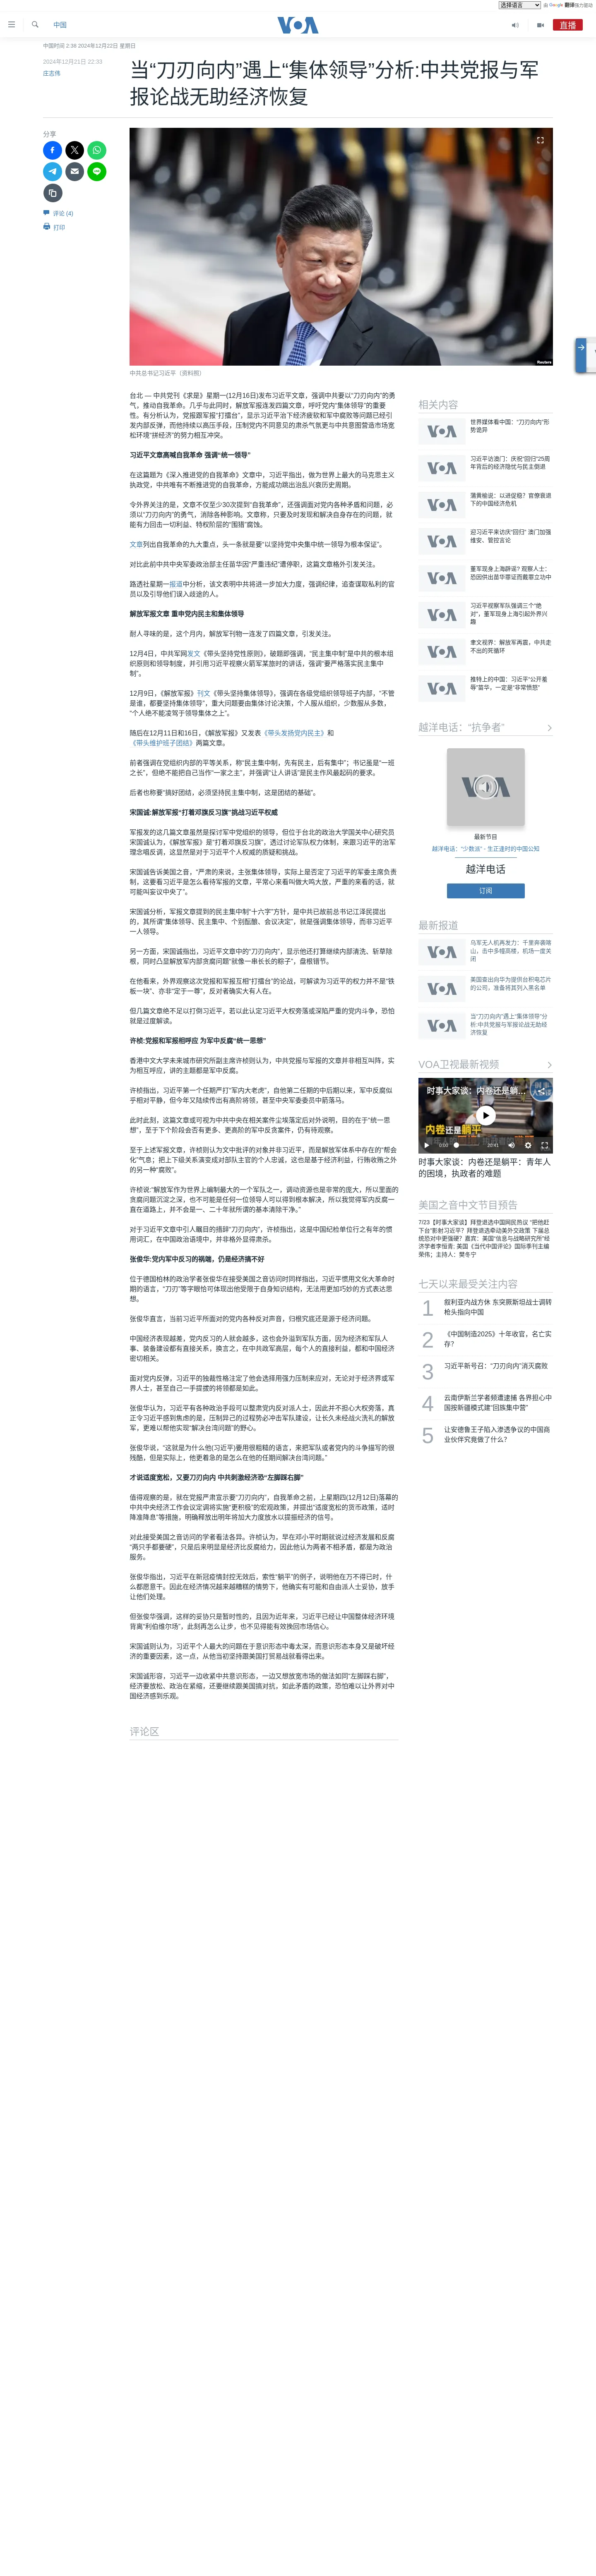 选择语言 由 Google 翻译强力驱动
中国
VOA
直播
中国时间 2:36 2024年12月22日 星期日
2024年12月21日 22:33
庄志伟
当“刀刃向内”遇上“集体领导”分析:中共党报与军
报论战无助经济恢复
分享
评论 (4)
打印
Reuters
中共总书记习近平（资料照）
台北 — 中共党刊《求是》星期一(12月16日)发布习近平文章，强调中共要以“刀刃向内”的勇
气，推动自我革命。几乎与此同时，解放军报连发四篇文章，呼吁党内“集体领导”的重要
性。有分析认为，党报跟军报“打擂台”，显示习近平治下经济疲软和军中腐败等问题已经引
发内部反弹，而他持续以高压手段，压制党内不同意见的肃杀气氛更与中共意图营造市场宽
松环境“拼经济”的努力相互冲突。
习近平文章高喊自我革命 强调“统一领导”
在这篇题为《深入推进党的自我革命》文章中，习近平指出，做为世界上最大的马克思主义
执政党，中共唯有不断推进自我革命，方能成功跳出治乱兴衰历史周期。
令外界关注的是，文章不仅至少30次提到“自我革命”，还强调面对党内各种矛盾和问题，必
须以“刀刃向内”的勇气，消除各种影响。文章称，只要及时发现和解决自身存在的问题，就
能有力回击一切利益、特权阶层的“围猎”腐蚀。
文章列出自我革命的九大重点，头一条就是要“以坚持党中央集中统一领导为根本保证”。
对比此前中共中央军委政治部主任苗华因“严重违纪”遭停职，这篇文章格外引发关注。
路透社星期一报道中分析，该文表明中共将进一步加大力度，强调纪律，追查谋取私利的官
员以及引导他们误入歧途的人。
解放军报文章 重申党内民主和集体领导
耐人寻味的是，这个月内，解放军刊物一连发了四篇文章，引发关注。
12月4日，中共军网发文《带头坚持党性原则》，破题即强调，“民主集中制”是中共的根本组
织原则和领导制度，并引用习近平视察火箭军某旅时的讲话，强调“要严格落实民主集中
制”。
12月9日，《解放军报》刊文《带头坚持集体领导》，强调在各级党组织领导班子内部，“不管
是谁，都要坚持集体领导”，重大问题要由集体讨论决策，个人服从组织，少数服从多数，
“个人绝不能凌驾于领导集体之上”。
随后在12月11日和16日，《解放军报》又发表《带头发扬党内民主》和
《带头维护班子团结》两篇文章。
前者强调在党组织内部的平等关系，称“民主集中制，先有民主，后有集中”；书记虽是“一班
之长”，但绝不能把自己当作“一家之主”，并强调“让人讲话”是民主作风最起码的要求。
后者也称要“搞好团结，必须坚持民主集中制，这是团结的基础”。
宋国诚:解放军报“打着邓旗反习旗”挑战习近平权威
军报发的这几篇文章虽然是探讨军中党组织的领导，但位于台北的政治大学国关中心研究员
宋国诚认为，《解放军报》是“打着邓旗反习旗”，透过讨论军队权力体制，来跟习近平的治军
理念唱反调，这显然是对于习近平个人权威的质疑和挑战。
宋国诚告诉美国之音，“严肃的来说，主张集体领导，实际上是否定了习近平的军委主席负责
制，这要看习近平是怎么看待军报的文章，平常心来看叫做大鸣大放，严重的来看的话，就
可能叫妄议中央了”。
宋国诚分析，军报文章提到的民主集中制“十六字”方针，是中共已故前总书记江泽民提出
的，其所谓“集体领导、民主集中、个别酝酿、会议决定”，就是强调集体领导，而非习近平
一人领导。
另一方面，宋国诚指出，习近平文章中的“刀刃向内”，显示他还打算继续内部清洗、斩草除
根，同时凸显解放军内部贪腐问题“就像一串长长的粽子”，盘根错节。
在他看来，外界观察这次党报和军报互相“打擂台”的论战，可解读为习近平的权力并不是“铁
板一块”、亦非“定于一尊”，反对者确实大有人在。
但几篇文章绝不足以打倒习近平，若以此认定习近平大权旁落或深陷严重的党内斗争，恐怕
就是过度解读。
许桢:党报和军报相呼应 为军中反腐“统一思想”
香港中文大学未来城市研究所副主席许桢则认为，中共党报与军报的文章并非相互叫阵，实
为相互呼应，讲的主题都是军中反腐。
许桢指出，习近平第一个任期严打“军内大老虎”，自他第二任期的中后期以来，军中反腐似
乎相对平静，但今年又陆续传出有高阶将领，甚至中央军委委员中箭落马。
此时此刻，这篇文章或可视为中共中央在相关案件尘埃落定后对外说明，目的在于“统一思
想”，至于下个阶段会否有更多、更高阶的军中反贪案件，仍有待观察。
至于上述军报文章，许桢则认为文中批评的对象并非习近平，而是解放军体系中存在的“帮会
化”气息；把上下级关系演变成对部队主官的个人忠诚，这也是基于经济利益，行贿收贿之外
的另一种“腐败”。
许桢说:“解放军作为世界上编制最大的一个军队之一，调动资源也是非常的庞大，所以里面的
贪腐问题沉淀之深，也不可能是任何一位领导人可以得到根本解决，所以我觉得军内反腐一
直在道路上，并不会是一、二十年就所谓的基本清除干净。”
对于习近平文章中引人瞩目的措辞“刀刃向内”，许桢指出，这是中国纪检单位行之有年的惯
用词汇，在中国政治语境中，并非格外显得肃杀。
张俊华:党内军中反习的祸端，仍是经济搞不好
位于德国柏林的政治学者张俊华在接受美国之音访问时同样指出，习近平惯用文化大革命时
期的语言，“刀刃”等字眼恰可体现出他受限于自身知识结构，无法用更加巧妙的方式表达思
想。
张俊华直言，当前习近平所面对的党内各种反对声音，归根究底还是源于经济问题。
中国经济表现越差，党内反习的人就会越多，这也会外溢到军队方面，因为经济和军队人
事、装备建设都有直接关系，换言之，在中共政军高层，每个人的直接利益，都和中国经济
密切相关。
面对党内反弹，习近平的独裁性格注定了他会选择用强力压制来应对，无论对于经济界或军
界人士，甚至自己一手提拔的将领都是如此。
张俊华认为，习近平有各种政治手段可以整肃党内反对派人士，因此并不担心大权旁落，真
正令习近平感到焦虑的是，压制异己的过程势必冲击军队建设，让长久未经战火洗礼的解放
军，更难以帮他实现“解决台湾问题”的野心。
张俊华说，“这就是为什么他(习近平)要用很粗糙的语言，来把军队或者党内的斗争描写的很
残酷，但是实际上，他更着急的是怎么在他的任期间解决台湾问题。”
才说适度宽松，又要刀刃向内 中共刺激经济恐“左脚踩右脚”
值得观察的是，就在党报严肃宣示要“刀刃向内”，自我革命之前，上星期四(12月12日)落幕的
中共中央经济工作会议定调将实施“更积极”的宏观政策，并提出“适度宽松的货币政策，适时
降准降息”等措施，明确释放出明年将加大力度放水以提振经济的信号。
对此接受美国之音访问的学者看法各异。许桢认为，早在邓小平时期就说过经济发展和反腐
“两只手都要硬”，只是后来明显是经济比反腐给力，因此他认为两者不相矛盾，都是为政治
服务。
张俊华指出，习近平在新冠疫情封控无效后，索性“躺平”的例子，说明他在万不得已时，什
么都愿意干。因此在经济情况越来越糟糕的情势下，他确实有可能和自由派人士妥协，放手
让他们处理。
但张俊华强调，这样的妥协只是暂时性的，且因为近年来，习近平已经让中国整体经济环境
背离“利伯维尔场”，此刻再怎么让步，也不见得能有效挽回市场信心。
宋国诚则认为，习近平个人最大的问题在于意识形态中毒太深，而意识形态本身又是破坏经
济的重要因素，这一点，从他当初坚持跟美国打贸易战就看得出来。
宋国诚形容，习近平一边收紧中共意识形态，一边又想放宽市场的做法如同“左脚踩右脚”，
经济要放松、政治在紧缩，还要继续跟美国搞对抗，如此矛盾的政策，恐怕难以让外界对中
国经济感到乐观。
评论区
相关内容
世界媒体看中国：“刀刃向内”形
势诡异
习近平访澳门：庆祝“回归”25周
年背后的经济隐忧与民主倒退
蒲黄榆说：以进促稳？官僚衰退
下的中国经济危机
迎习近平来访庆“回归” 澳门加强
维安、管控言论
董军现身上海辟谣? 观察人士：
恐因供出苗华罪证而戴罪立功中
习近平视察军队强调三个“绝
对”，董军现身上海引起外界兴
趣
隶文视界：解放军再震，中共走
不出的死循环
推特上的中国：习近平“公开羞
辱”苗华，一定是“非常愤怒”
越洋电话：“抗争者”
最新节目
越洋电话：“少数派” - 生正逢时的中国公知
越洋电话
订阅
最新报道
乌军无人机再发力：千里奔袭喀
山，击中多幢高楼、机场一度关
闭
美国查出向华为提供台积电芯片
的公司，准备将其列入黑名单
当“刀刃向内”遇上“集体领导”分
析:中共党报与军报论战无助经
济恢复
VOA卫视最新视频
时事大家谈：内卷还是躺...
内卷还是躺平
0:00
20:41
时事大家谈：内卷还是躺平：青年人
的困境，执政者的难题
美国之音中文节目预告
7/23【时事大家谈】拜登退选中国网民热议 “把他赶
下台”影射习近平？拜登退选牵动美外交政策 下届总
统恐对中更强硬？嘉宾：美国“信息与战略研究所”经
济学者李恒青; 美国《当代中国评论》国际季刊主编
荣伟；主持人：樊冬宁
七天以来最受关注内容
1 叙利亚内战方休 东突厥斯坦战士调转
枪头指向中国
2 《中国制造2025》十年收官，名亡实
存？
3 习近平新号召：“刀刃向内”消灭腐败
4 云南伊斯兰学者频遭逮捕 各界担心中
国按新疆模式建“回族集中营”
5 让安德鲁王子陷入渗透争议的中国商
业伙伴究竟做了什么？